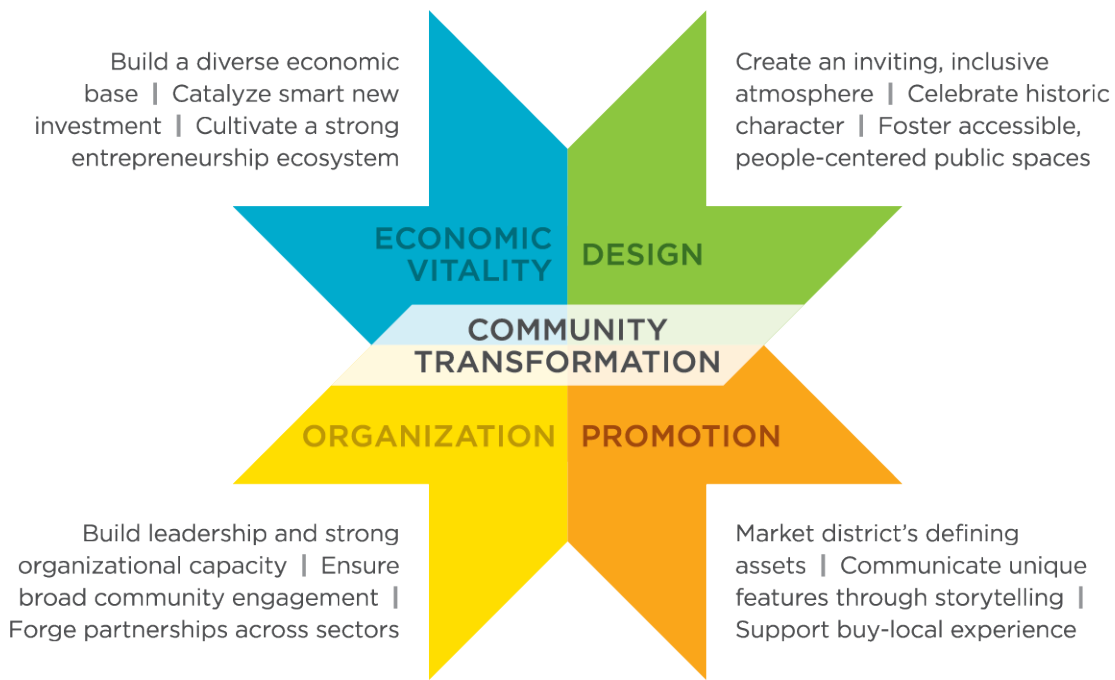 Build a diverse economic
base | Catalyze smart new
investment | Cultivate a strong
entrepreneurship ecosystem
Create an inviting, inclusive
atmosphere | Celebrate historic
character | Foster accessible,
people-centered public spaces
ECONOMIC
VITALITY
DESIGN
COMMUNITY
TRANSFORMATION
ORGANIZATION
PROMOTION
Build leadership and strong
organizational capacity | Ensure
broad community engagement |
Forge partnerships across sectors
Market district’s defining
assets | Communicate unique
features through storytelling |
Support buy-local experience